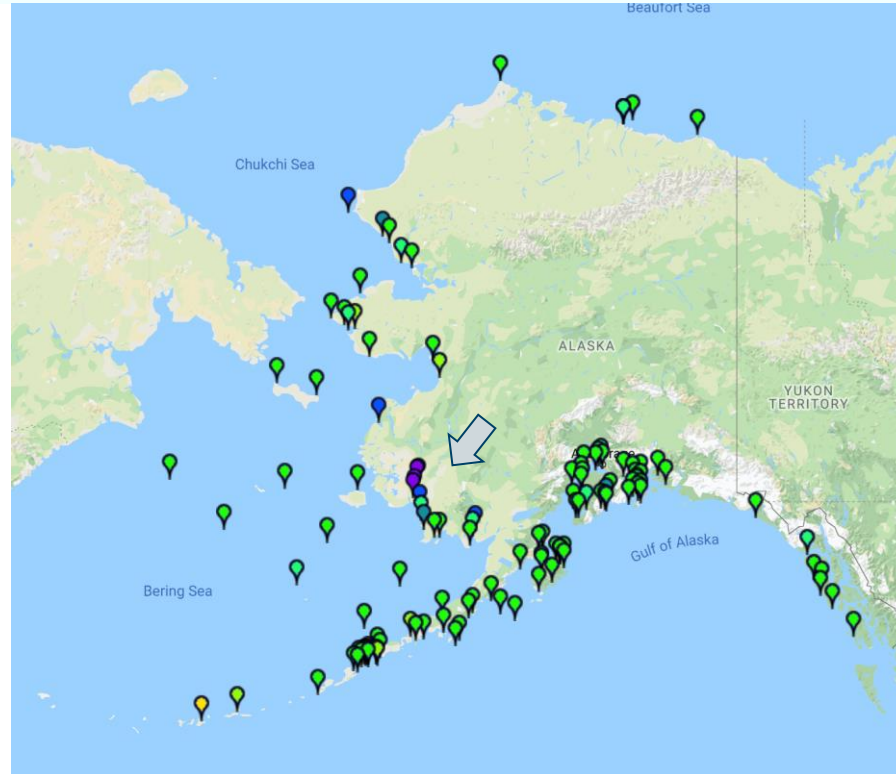 Beaufort Sea
Chukchi Sea
ALASKA
YUKON
TERRITORY
Gulf of Alaska
Bering Sea